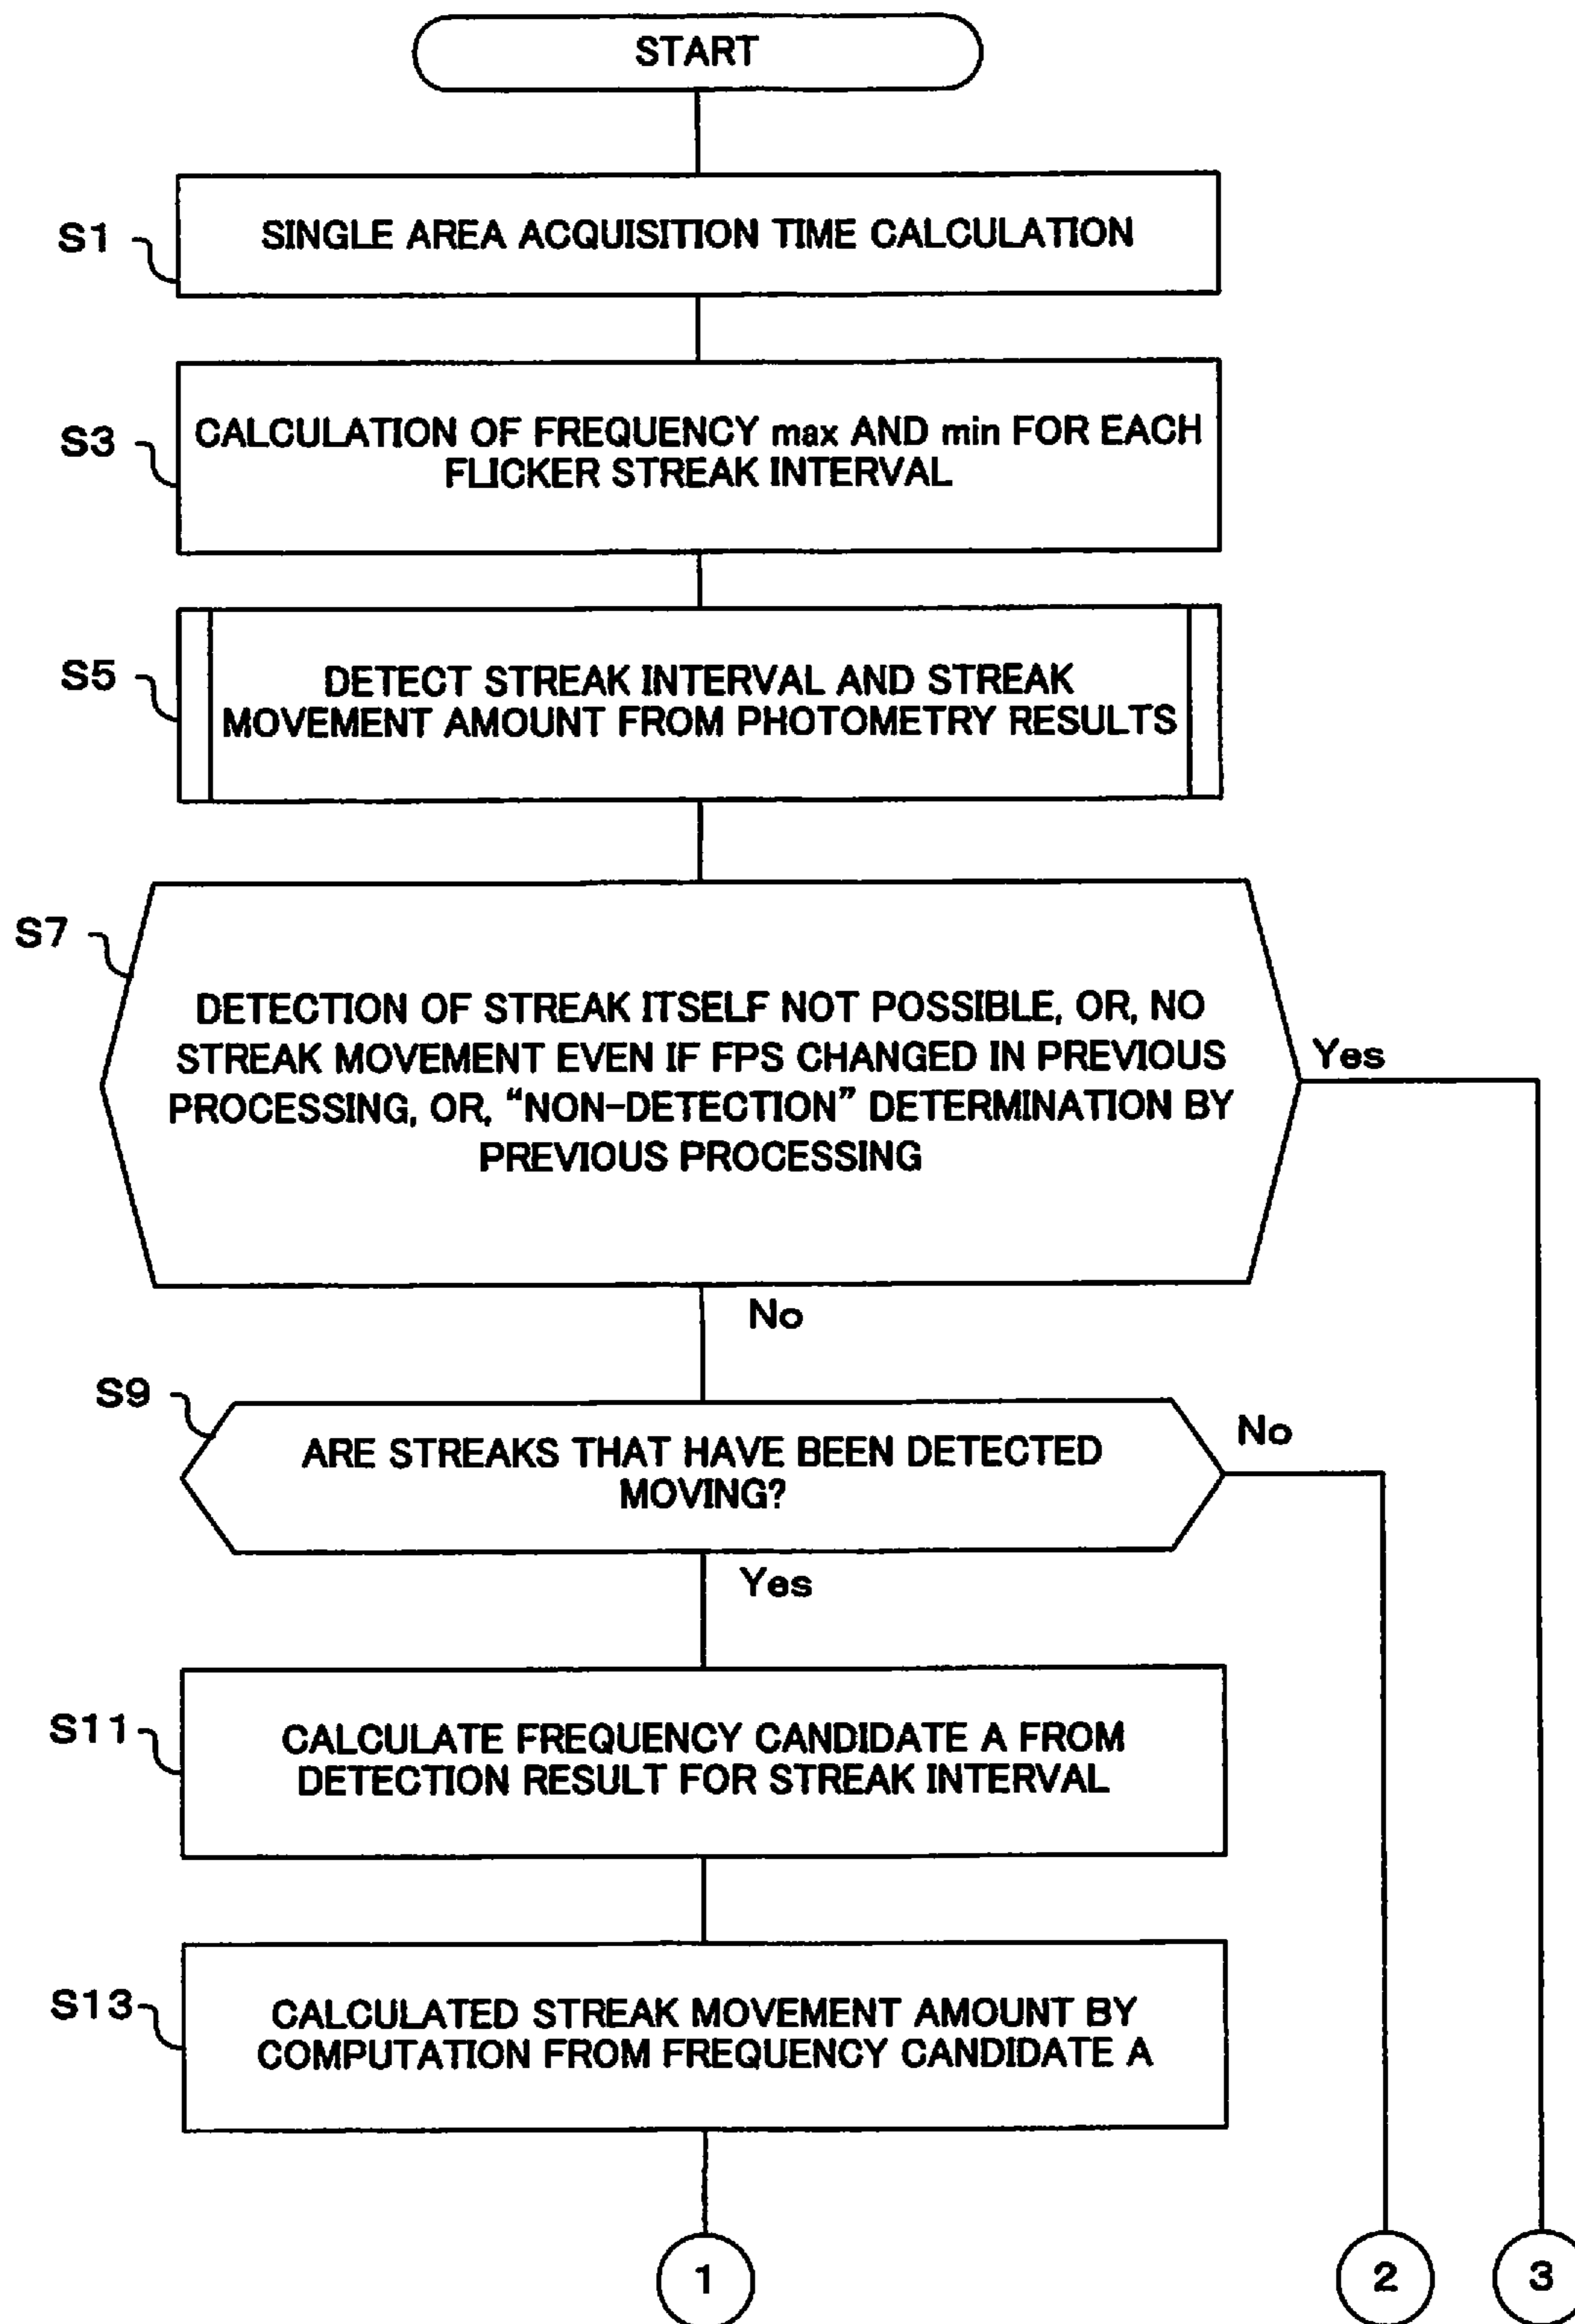 START
S1
SINGLE AREA ACQUISITION TIME CALCULATION
S3
CALCULATION OF FREQUENCY max AND min FOR EACH
FLICKER STREAK INTERVAL
S5
DETECT STREAK INTERVAL AND STREAK
MOVEMENT AMOUNT FROM PHOTOMETRY RESULTS
S7
DETECTION OF STREAK ITSELF NOT POSSIBLE, OR, NO
STREAK MOVEMENT EVEN IF FPS CHANGED IN PREVIOUS
PROCESSING, OR, “NON-DETECTION” DETERMINATION BY
PREVIOUS PROCESSING
Yes
No
S9
ARE STREAKS THAT HAVE BEEN DETECTED
MOVING?
No
Yes
S11
CALCULATE FREQUENCY CANDIDATE A FROM
DETECTION RESULT FOR STREAK INTERVAL
S13
CALCULATED STREAK MOVEMENT AMOUNT BY
COMPUTATION FROM FREQUENCY CANDIDATE A
1
2
3